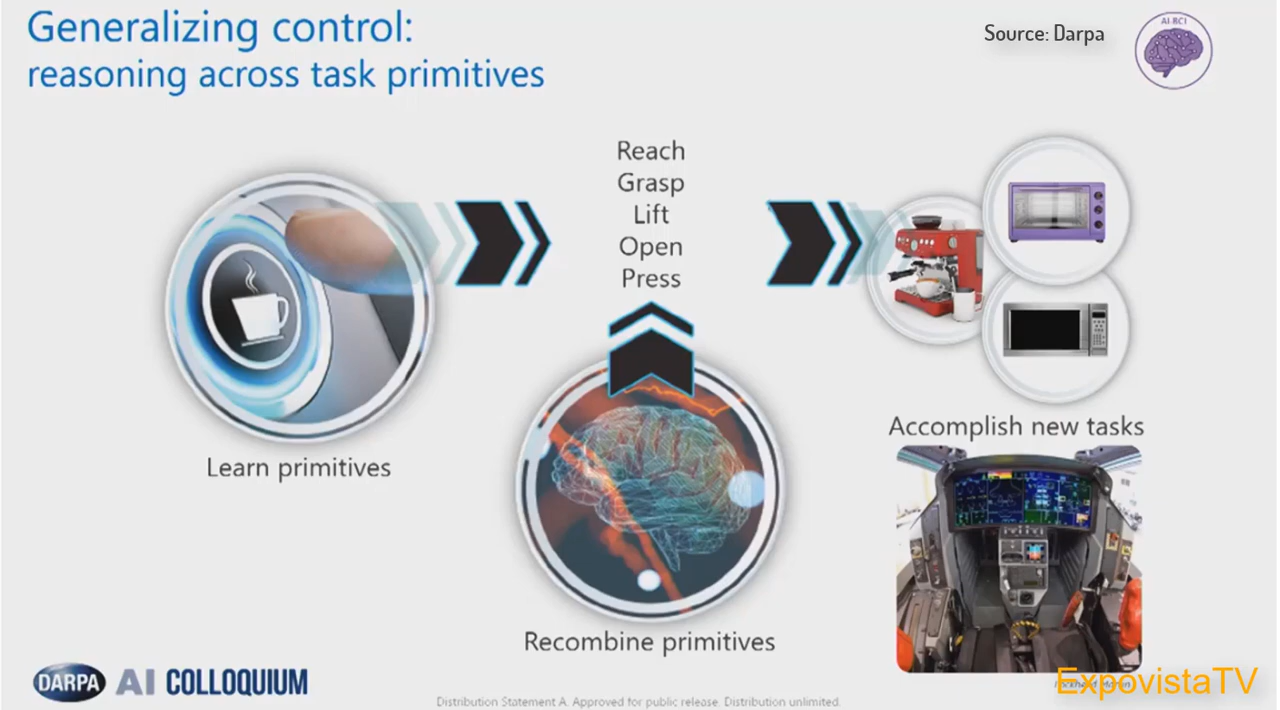 Generalizing control:
reasoning across task primitives
Source: Darpa
AI-BCI
Reach
Grasp
Lift
Open
Press
Learn primitives
Recombine primitives
Accomplish new tasks
DARPA AI COLLOQUIUM
Distribution Statement A. Approved for public release. Distribution unlimited.
ExpovistaTV